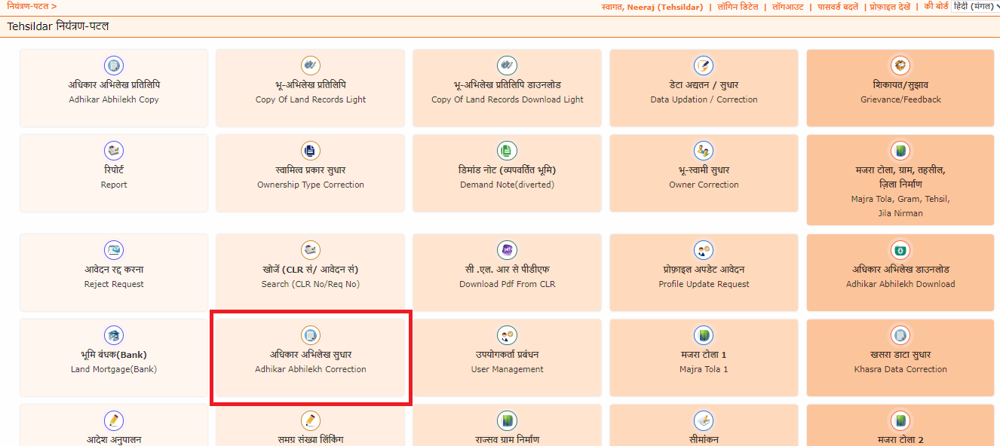 नियंत्रण-पटल >
स्वागत, Neeraj (Tehsildar) | लॉगिन डिटेल | लॉगआउट | पासवर्ड बदलें | प्रोफ़ाइल देखें | की बोर्ड हिंदी (मंगल)
Tehsildar नियंत्रण-पटल
अधिकार अभिलेख प्रतिलिपि
Adhikar Abhilekh Copy
भू-अभिलेख प्रतिलिपि
Copy Of Land Records Light
भू-अभिलेख प्रतिलिपि डाउनलोड
Copy Of Land Records Download Light
डेटा अद्यतन / सुधार
Data Updation / Correction
शिकायत/सुझाव
Grievance/Feedback
रिपोर्ट
Report
स्वामित्व प्रकार सुधार
Ownership Type Correction
डिमांड नोट (व्यपवर्तित भूमि)
Demand Note(diverted)
भू-स्वामी सुधार
Owner Correction
मजरा टोला, ग्राम, तहसील,
ज़िला निर्माण
Majra Tola, Gram, Tehsil,
Jila Nirman
आवेदन रद्द करना
Reject Request
खोजें (CLR सं/ आवेदन सं)
Search (CLR No/Req No)
सी .एल. आर से पीडीएफ
Download Pdf From CLR
प्रोफ़ाइल अपडेट आवेदन
Profile Update Request
अधिकार अभिलेख डाउनलोड
Adhikar Abhilekh Download
भूमि बंधक(Bank)
Land Mortgage(Bank)
अधिकार अभिलेख सुधार
Adhikar Abhilekh Correction
उपयोगकर्ता प्रबंधन
User Management
मजरा टोला 1
Majra Tola 1
खसरा डाटा सुधार
Khasra Data Correction
आदेश अनुपालन
समग्र संख्या लिंकिंग
राज्सव ग्राम निर्माण
सीमांकन
मजरा टोला 2